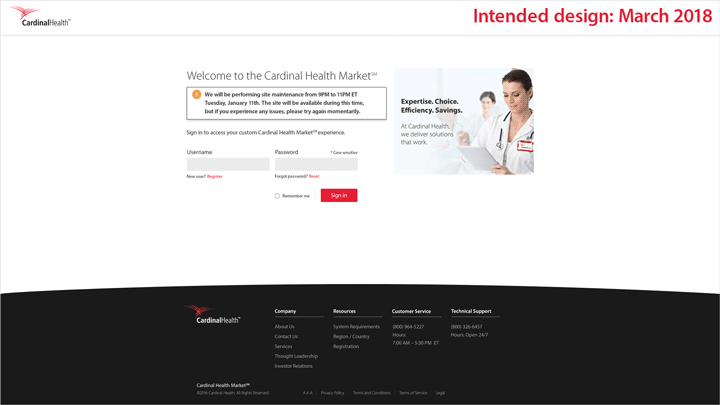 CardinalHealth™
Intended design: March 2018
Welcome to the Cardinal Health Market℠
We will be performing site maintenance from 9PM to 11PM ET
Tuesday, January 11th. The site will be available during this time,
but if you experience any issues, please try again momentarily.
Sign in to access your custom Cardinal Health Market℠ experience.
Username
Password
* Case sensitive
New user? Register
Forgot password? Reset
Remember me
Sign in
Expertise. Choice.
Efficiency. Savings.
At Cardinal Health,
we deliver solutions
that work.
CardinalHealth™
Company
About Us
Contact Us
Services
Thought Leadership
Investor Relations
Resources
System Requirements
Region / Country
Registration
Customer Service
(800) 964-5227
Hours:
7:00 AM – 5:30 PM ET
Technical Support
(800) 326-6457
Hours: Open 24/7
Cardinal Health Market℠
©2016 Cardinal Health. All Rights Reserved.
A A A | Privacy Policy | Terms and Conditions | Terms of Service | Legal